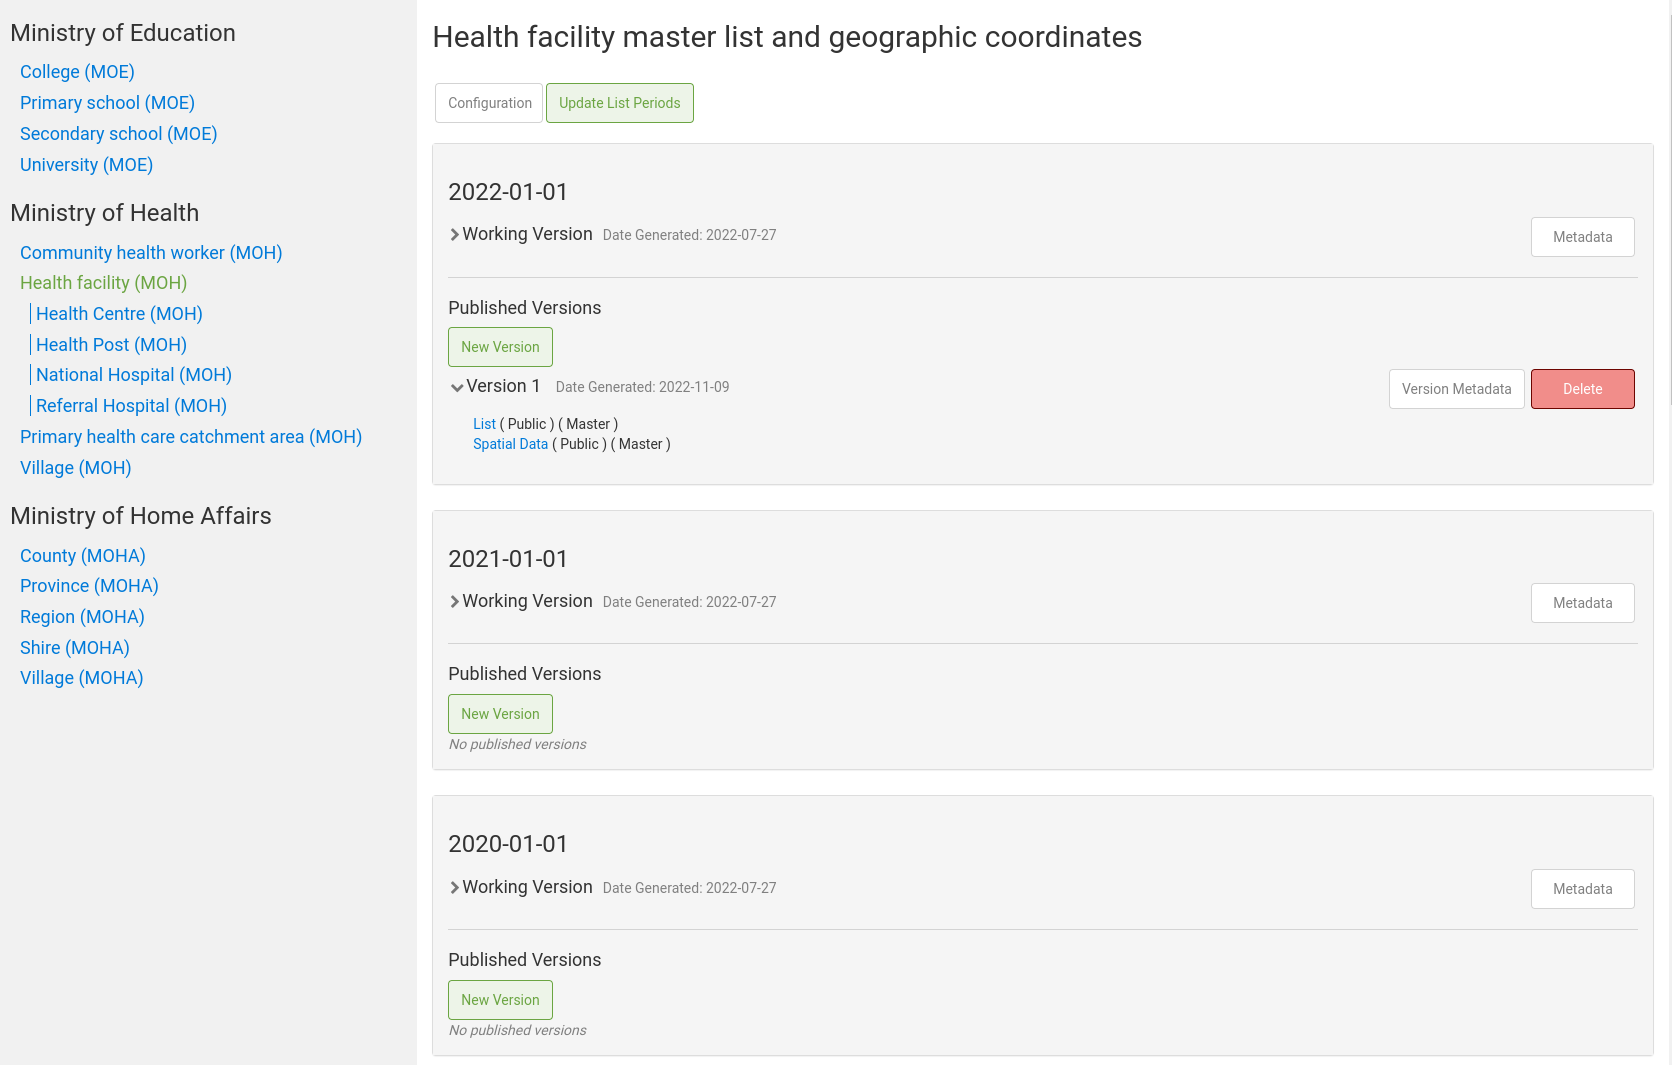 Ministry of Education
College (MOE)
Primary school (MOE)
Secondary school (MOE)
University (MOE)
Ministry of Health
Community health worker (MOH)
Health facility (MOH)
Health Centre (MOH)
Health Post (MOH)
National Hospital (MOH)
Referral Hospital (MOH)
Primary health care catchment area (MOH)
Village (MOH)
Ministry of Home Affairs
County (MOHA)
Province (MOHA)
Region (MOHA)
Shire (MOHA)
Village (MOHA)
Health facility master list and geographic coordinates
Configuration Update List Periods
2022-01-01
Working Version Date Generated: 2022-07-27 Metadata
Published Versions
New Version
Version 1 Date Generated: 2022-11-09 Version Metadata Delete
List ( Public ) ( Master )
Spatial Data ( Public ) ( Master )
2021-01-01
Working Version Date Generated: 2022-07-27 Metadata
Published Versions
New Version
No published versions
2020-01-01
Working Version Date Generated: 2022-07-27 Metadata
Published Versions
New Version
No published versions